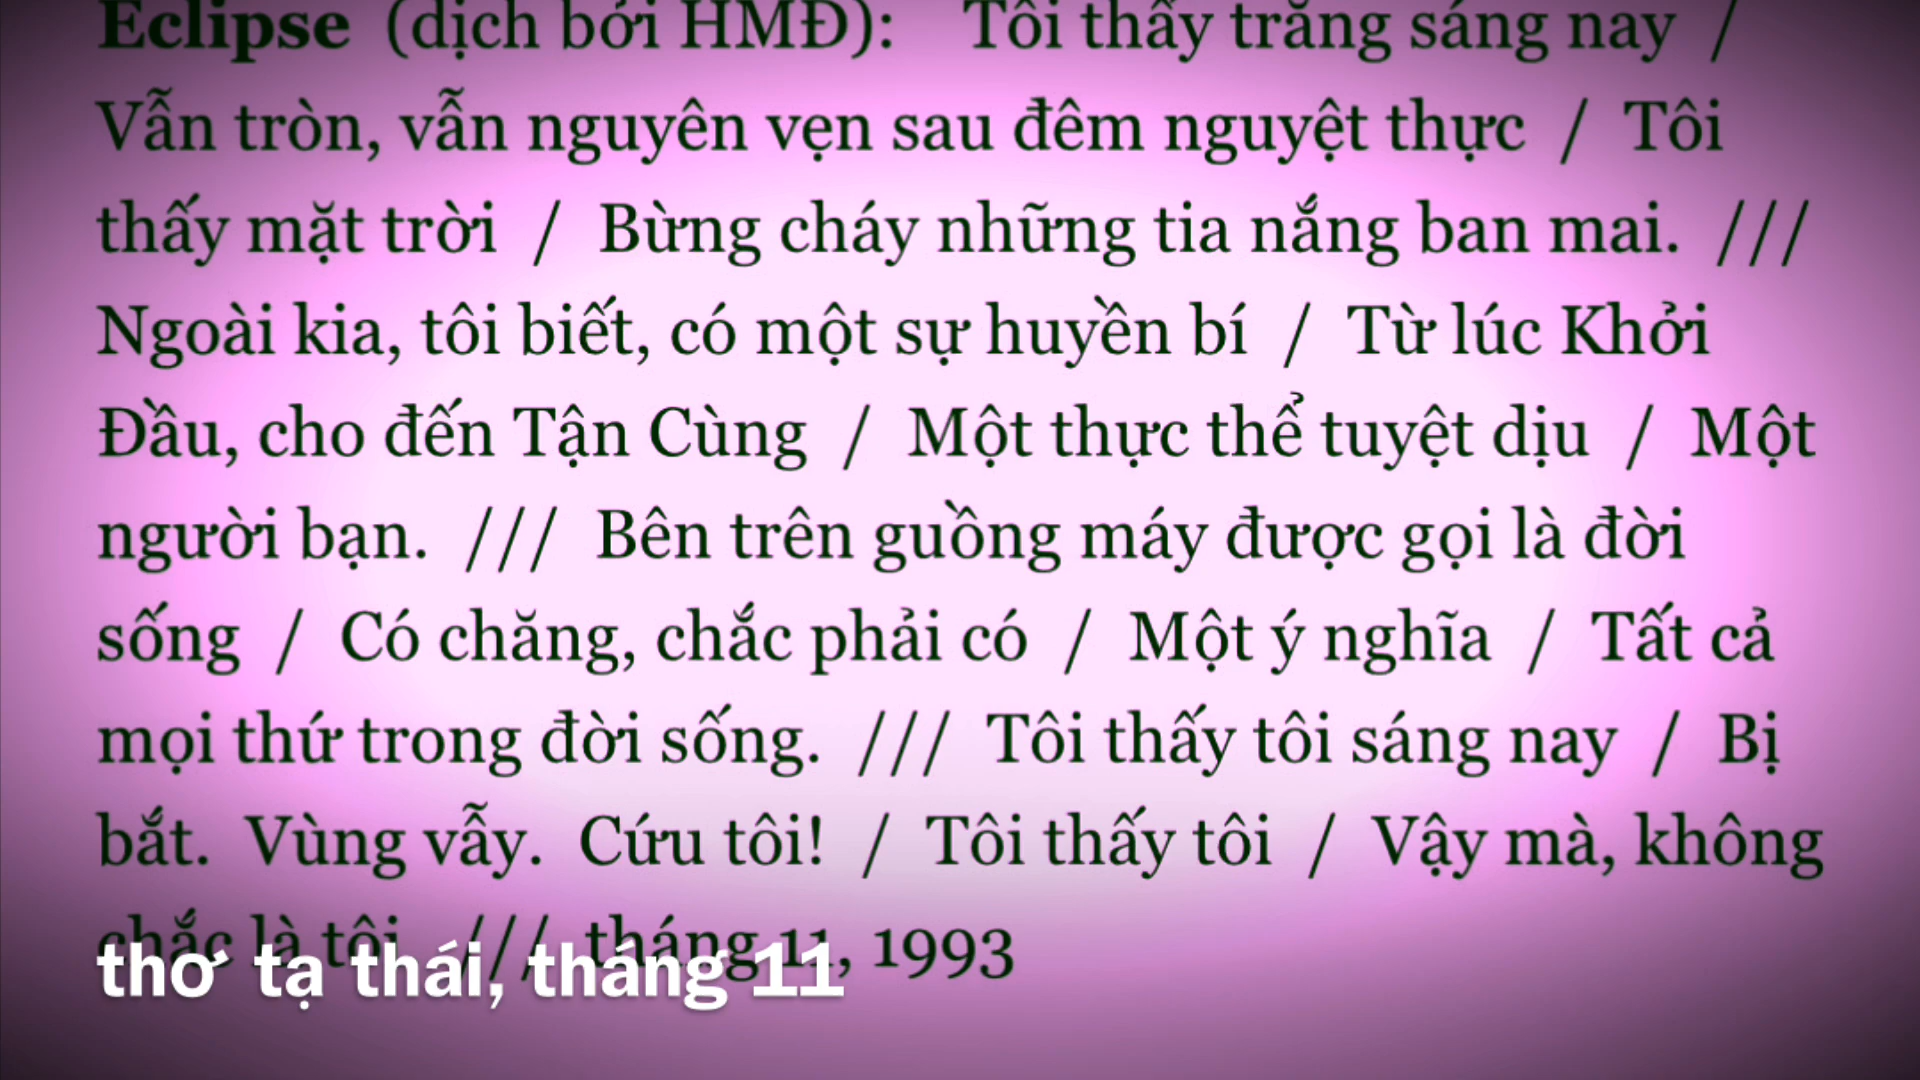 Eclipse (dịch bởi HMĐ): Tôi thấy trăng sáng nay /
Vẫn tròn, vẫn nguyên vẹn sau đêm nguyệt thực / Tôi
thấy mặt trời / Bừng cháy những tia nắng ban mai. ///
Ngoài kia, tôi biết, có một sự huyền bí / Từ lúc Khởi
Đầu, cho đến Tận Cùng / Một thực thể tuyệt dịu / Một
người bạn. /// Bên trên guồng máy được gọi là đời
sống / Có chăng, chắc phải có / Một ý nghĩa / Tất cả
mọi thứ trong đời sống. /// Tôi thấy tôi sáng nay / Bị
bắt. Vùng vẫy. Cứu tôi! / Tôi thấy tôi / Vậy mà, không
chắc là tôi. /// tháng 11, 1993
thơ tạ thái, tháng 11